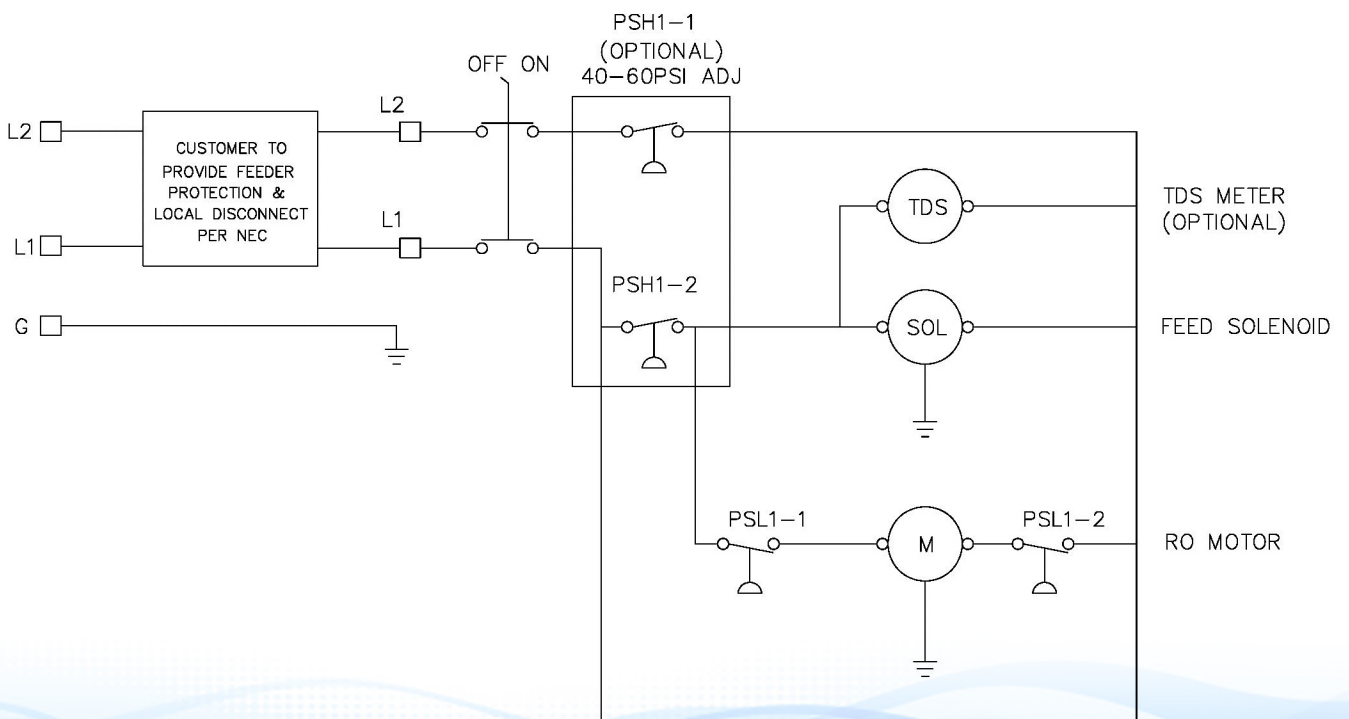 PSH1-1
(OPTIONAL)
40-60PSI ADJ
OFF ON
L2
L2
CUSTOMER TO
PROVIDE FEEDER
PROTECTION &
LOCAL DISCONNECT
PER NEC
L1
L1
G
PSH1-2
TDS
TDS METER
(OPTIONAL)
SOL
FEED SOLENOID
PSL1-1
M
PSL1-2
RO MOTOR